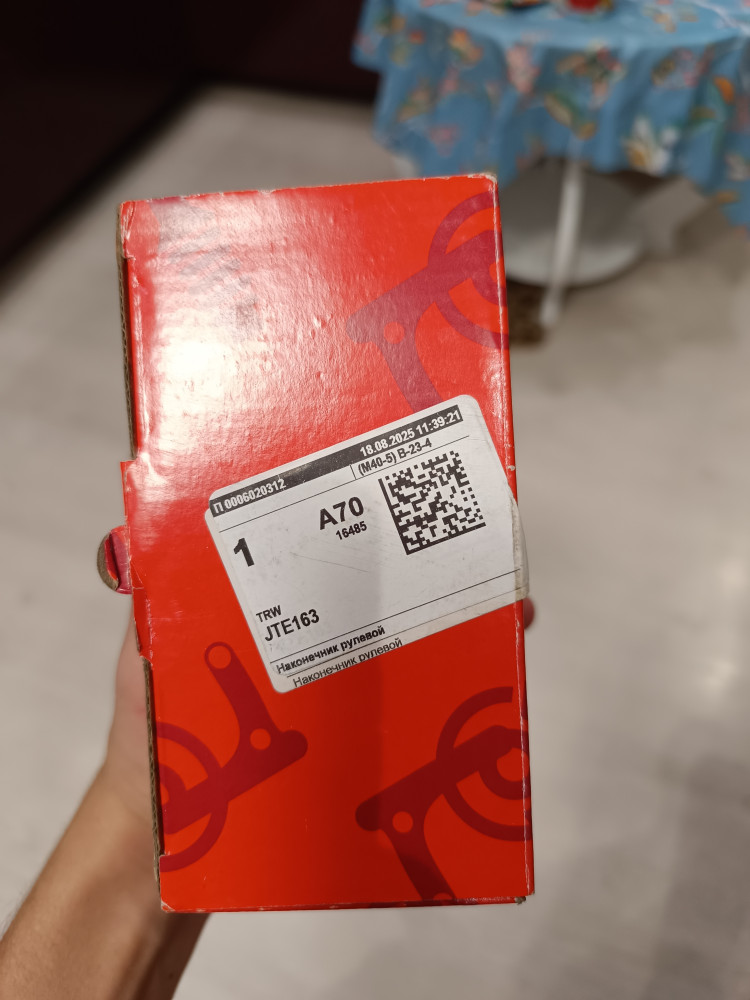 П 0006020312
18.08.2025 11:39:21
(M40-5) B-23-4
1
A70
16485
TRW
JTE163
Наконечник рулевой
Наконечник рулевой